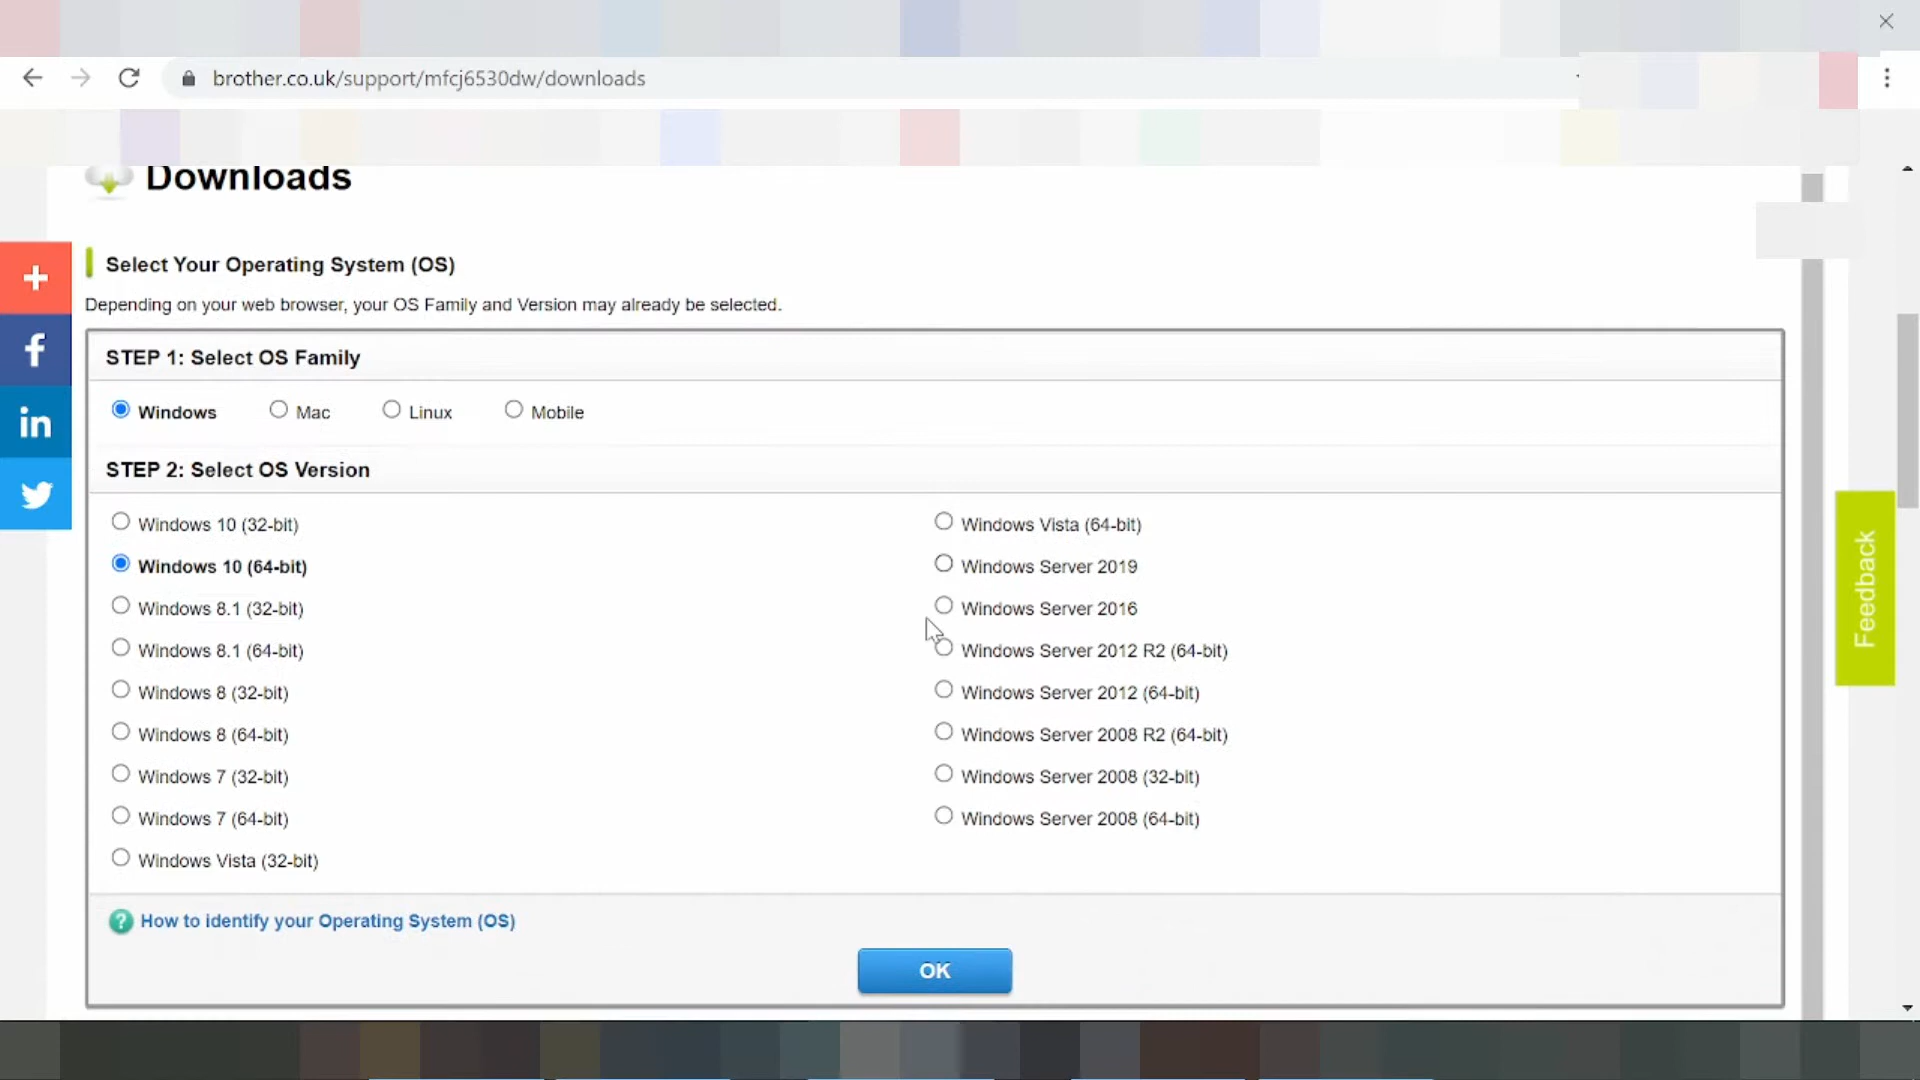 brother.co.uk/support/mfcj6530dw/downloads
Downloads
Select Your Operating System (OS)
Depending on your web browser, your OS Family and Version may already be selected.
STEP 1: Select OS Family
Windows Mac Linux Mobile
STEP 2: Select OS Version
Windows 10 (32-bit)
Windows 10 (64-bit)
Windows 8.1 (32-bit)
Windows 8.1 (64-bit)
Windows 8 (32-bit)
Windows 8 (64-bit)
Windows 7 (32-bit)
Windows 7 (64-bit)
Windows Vista (32-bit)
Windows Vista (64-bit)
Windows Server 2019
Windows Server 2016
Windows Server 2012 R2 (64-bit)
Windows Server 2012 (64-bit)
Windows Server 2008 R2 (64-bit)
Windows Server 2008 (32-bit)
Windows Server 2008 (64-bit)
How to identify your Operating System (OS)
OK
Feedback